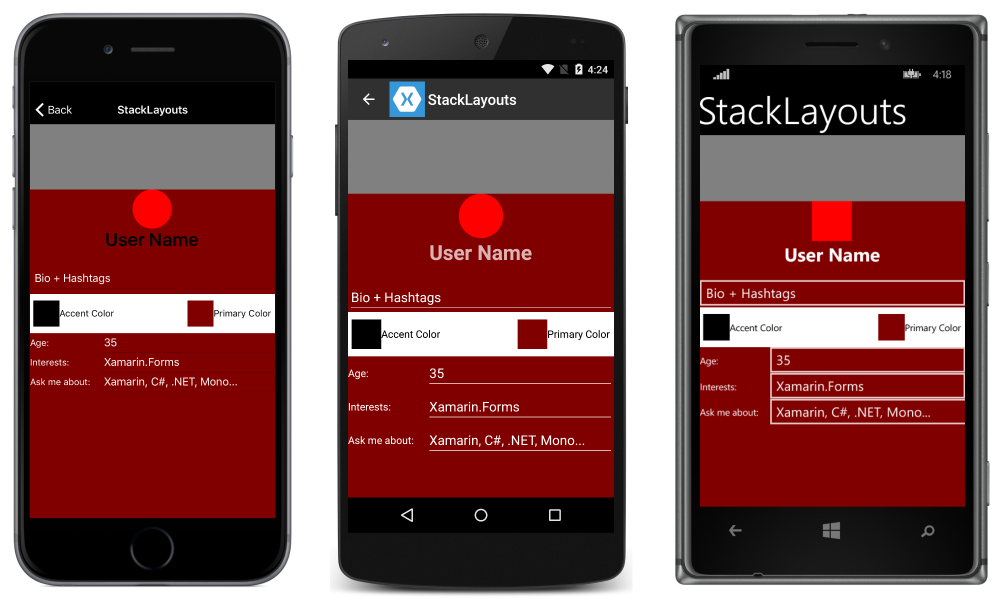 Back
StackLayouts
User Name
Bio + Hashtags
Accent Color
Primary Color
Age:
35
Interests:
Xamarin.Forms
Ask me about:
Xamarin, C#, .NET, Mono...
4:24
StackLayouts
User Name
Bio + Hashtags
Accent Color
Primary Color
Age:
35
Interests:
Xamarin.Forms
Ask me about:
Xamarin, C#, .NET, Mono...
4:18
StackLayouts
User Name
Bio + Hashtags
Accent Color
Primary Color
Age:
35
Interests:
Xamarin.Forms
Ask me about:
Xamarin, C#, .NET, Mono...